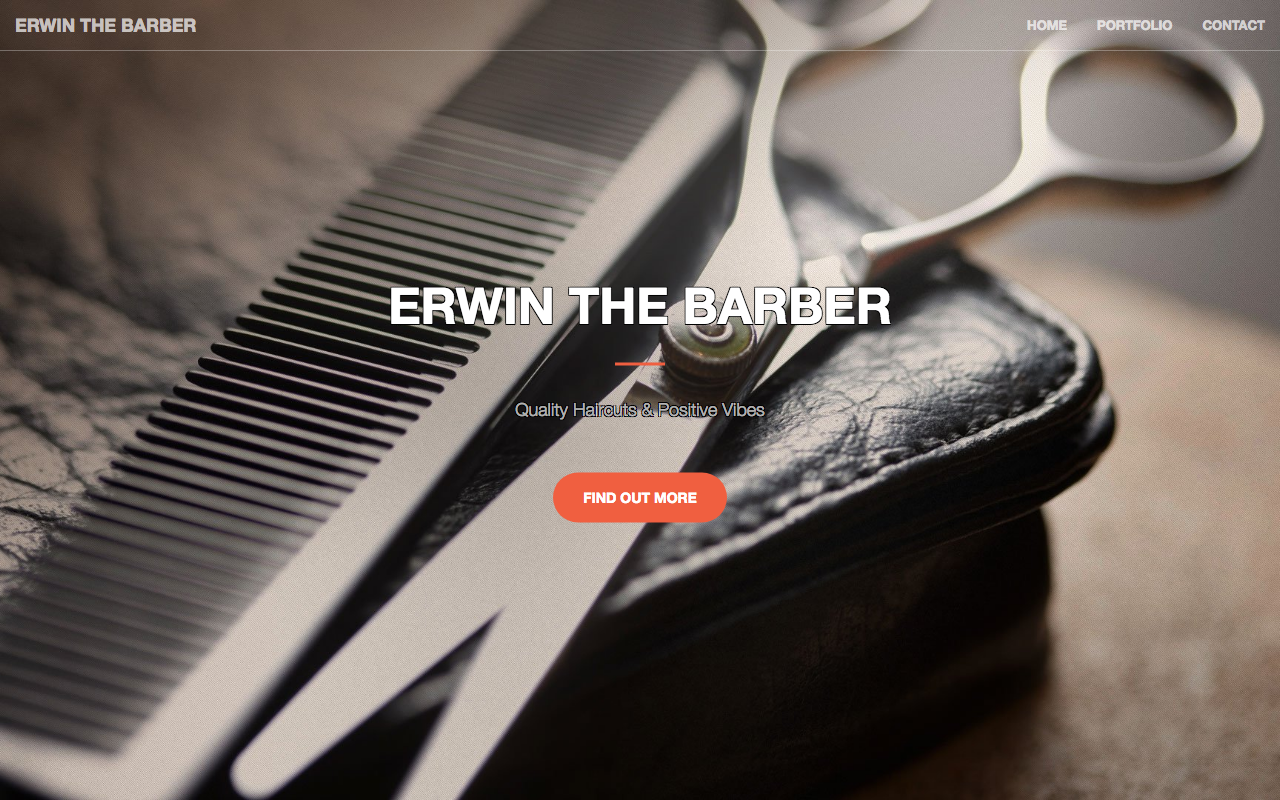 ERWIN THE BARBER
HOME PORTFOLIO CONTACT
ERWIN THE BARBER
Quality Haircuts & Positive Vibes
FIND OUT MORE